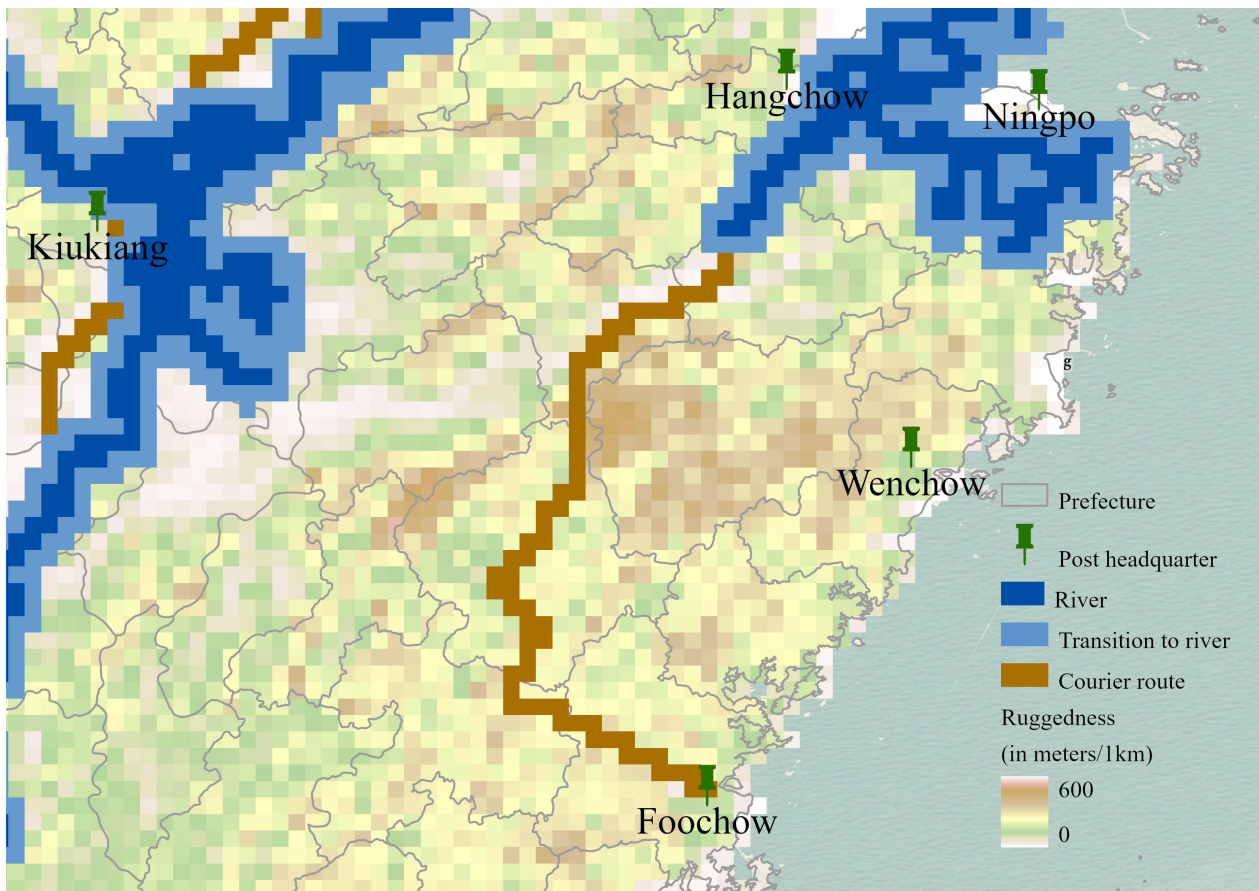 Hangchow
Ningpo
Kiukiang
g
Wenchow
Foochow
Prefecture
Post headquarter
River
Transition to river
Courier route
Ruggedness
(in meters/1km)
600
0